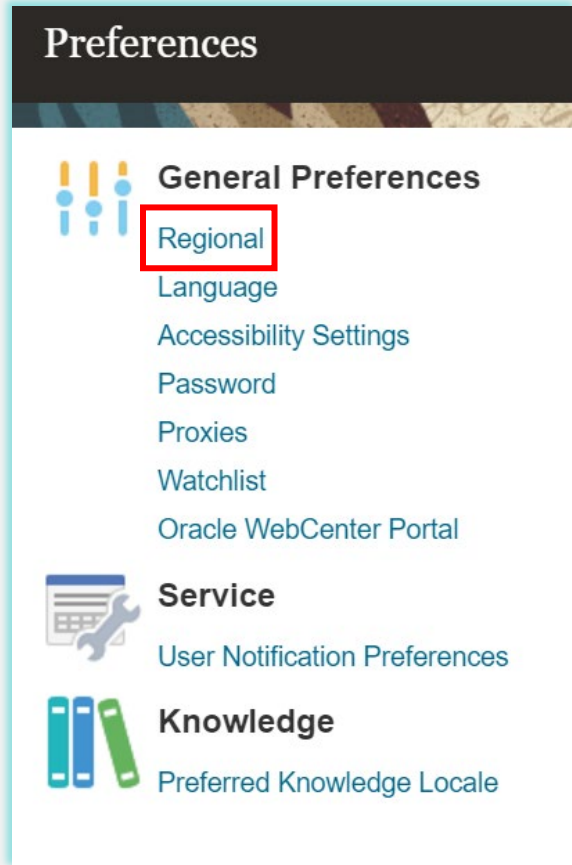 Preferences
General Preferences
Regional
Language
Accessibility Settings
Password
Proxies
Watchlist
Oracle WebCenter Portal
Service
User Notification Preferences
Knowledge
Preferred Knowledge Locale